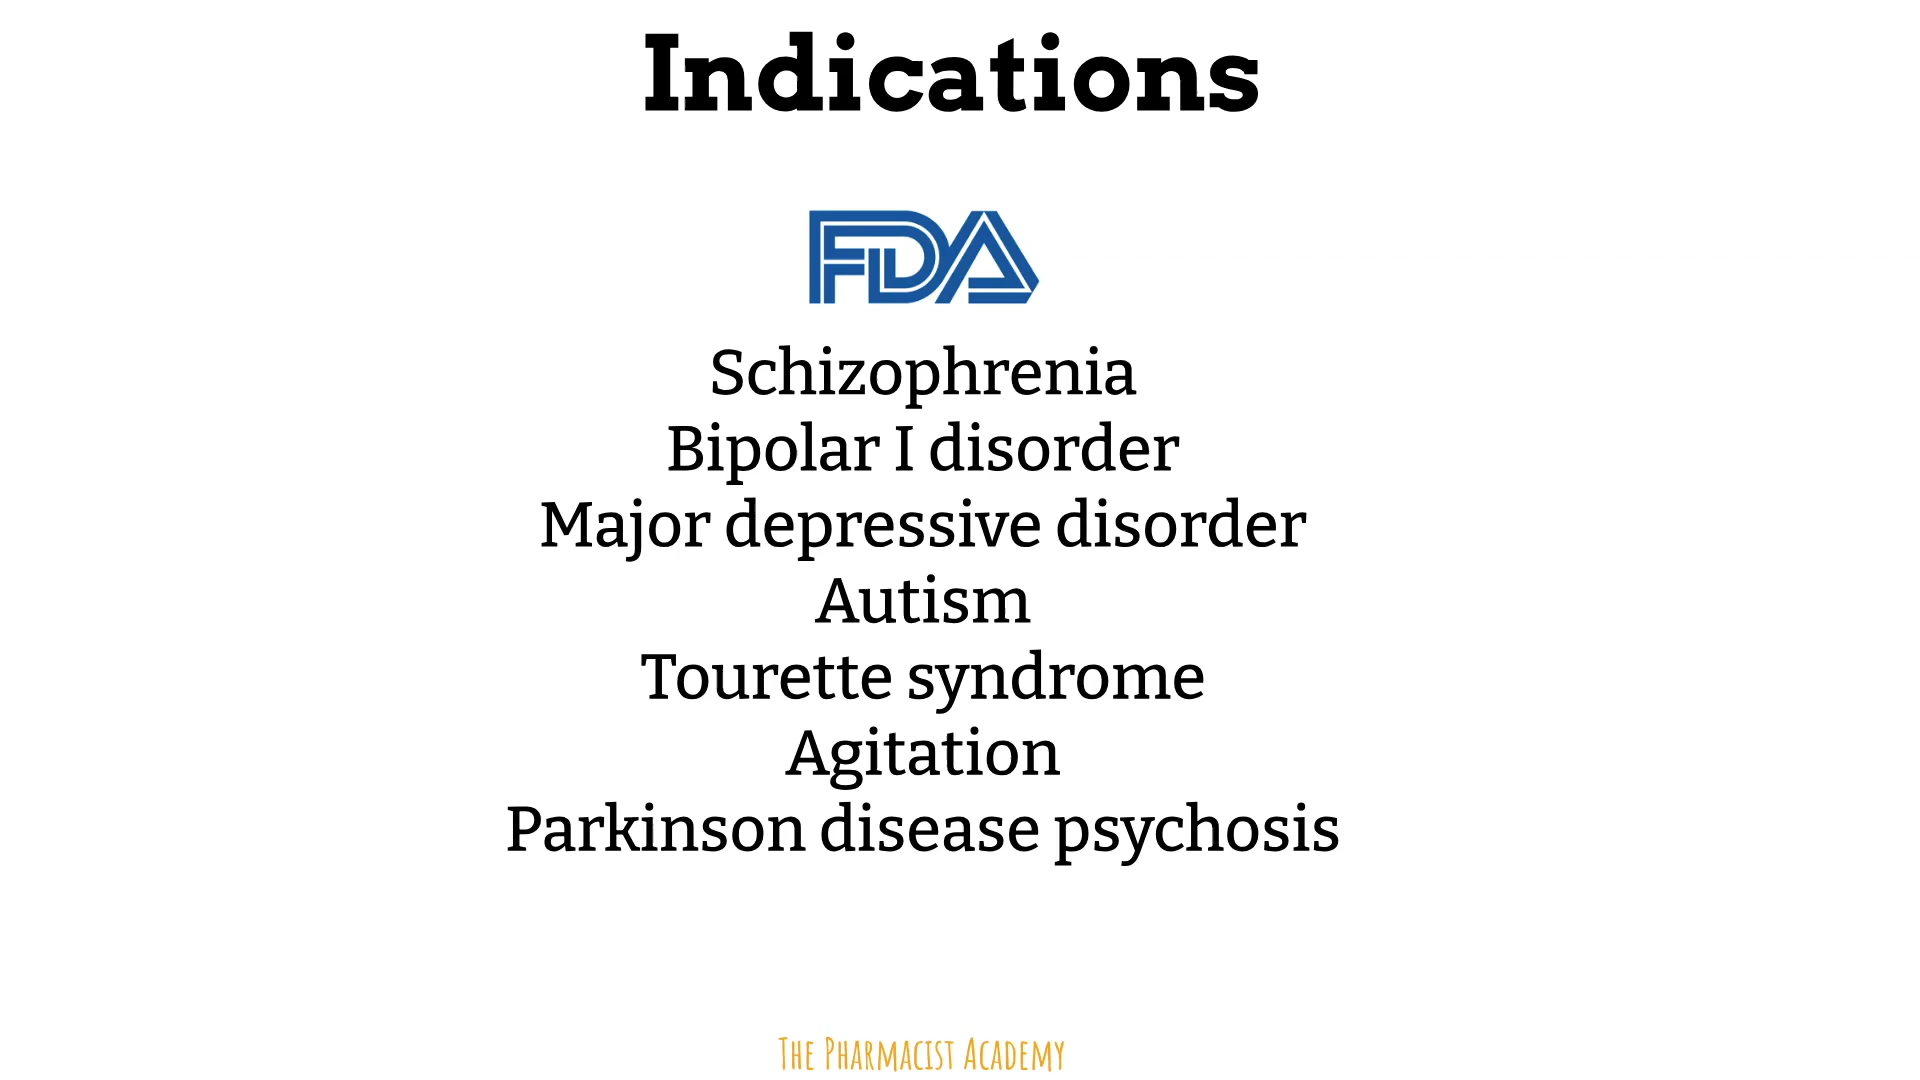 Indications
FDA
Schizophrenia
Bipolar I disorder
Major depressive disorder
Autism
Tourette syndrome
Agitation
Parkinson disease psychosis
The Pharmacist Academy